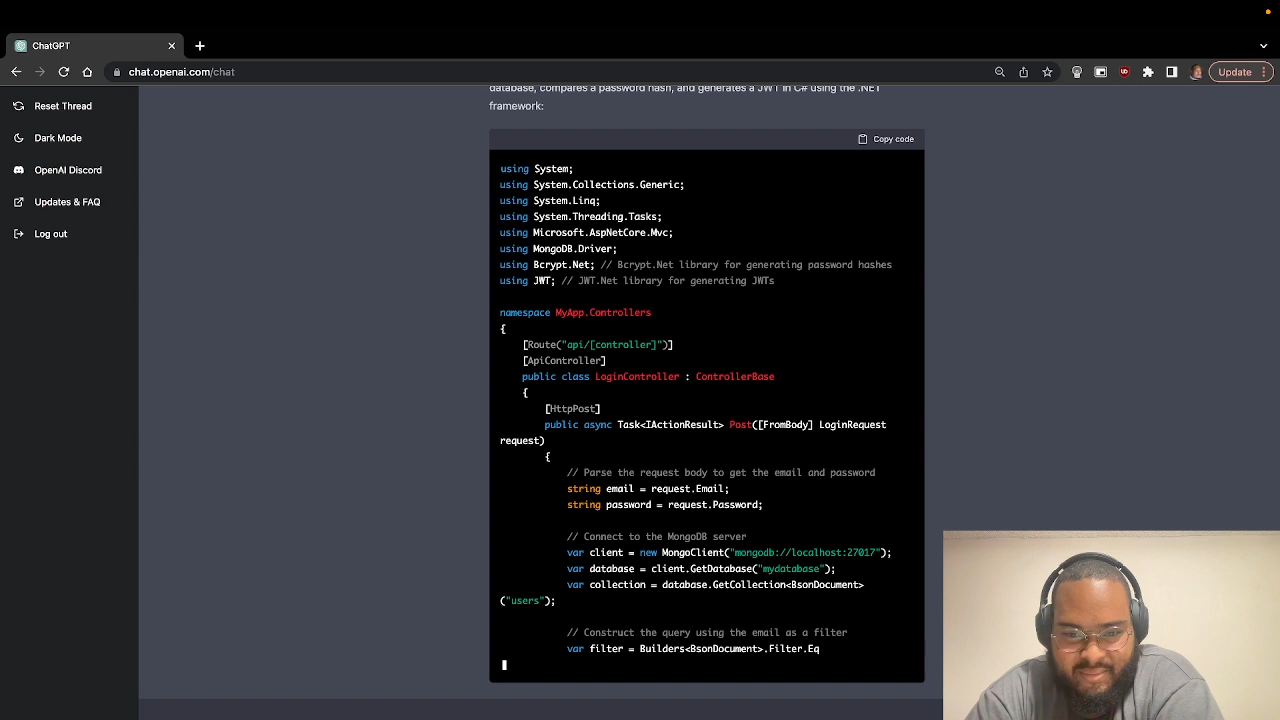 ChatGPT
chat.openai.com/chat
Update
Reset Thread
Dark Mode
OpenAI Discord
Updates & FAQ
Log out
database, compares a password hash, and generates a JWT in C# using the .NET
framework:
Copy code
using System;
using System.Collections.Generic;
using System.Linq;
using System.Threading.Tasks;
using Microsoft.AspNetCore.Mvc;
using MongoDB.Driver;
using Bcrypt.Net; // Bcrypt.Net library for generating password hashes
using JWT; // JWT.Net library for generating JWTs
namespace MyApp.Controllers
{
[Route("api/[controller]")]
[ApiController]
public class LoginController : ControllerBase
{
[HttpPost]
public async Task<IActionResult> Post([FromBody] LoginRequest
request)
{
// Parse the request body to get the email and password
string email = request.Email;
string password = request.Password;
// Connect to the MongoDB server
var client = new MongoClient("mongodb://localhost:27017");
var database = client.GetDatabase("mydatabase");
var collection = database.GetCollection<BsonDocument>
("users");
// Construct the query using the email as a filter
var filter = Builders<BsonDocument>.Filter.Eq